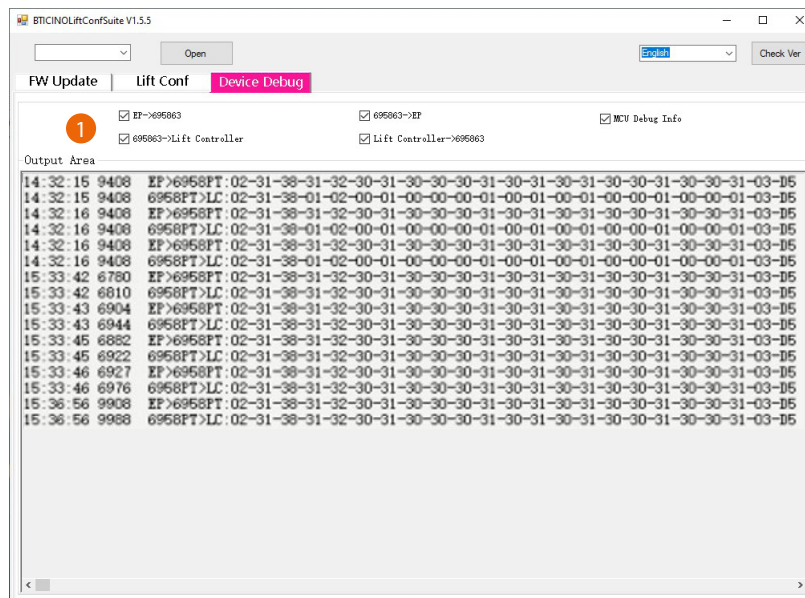 BTICINOLiftConfSuite V1.5.5
Open
English
Check Ver
FW Update
Lift Conf
Device Debug
1
EP->695863
695863->EP
MCU Debug Info
695863->Lift Controller
Lift Controller->695863
Output Area
14:32:15 9408 EP>6958PT:02-31-38-31-32-30-31-30-30-30-31-30-31-30-31-30-30-31-30-30-31-03-D5
14:32:15 9408 6958PT>LC:02-31-38-01-02-00-01-00-00-00-01-00-01-00-01-00-00-01-00-00-01-03-D5
14:32:16 9408 EP>6958PT:02-31-38-31-32-30-31-30-30-30-31-30-31-30-31-30-30-31-30-30-31-03-D5
14:32:16 9408 6958PT>LC:02-31-38-01-02-00-01-00-00-00-01-00-01-00-01-00-00-01-00-00-01-03-D5
14:32:16 9408 EP>6958PT:02-31-38-31-32-30-31-30-30-30-31-30-31-30-31-30-30-31-30-30-31-03-D5
14:32:16 9408 6958PT>LC:02-31-38-01-02-00-01-00-00-00-01-00-01-00-01-00-00-01-00-00-01-03-D5
15:33:42 6780 EP>6958PT:02-31-38-31-32-30-31-30-30-30-31-30-31-30-31-30-30-31-30-30-31-03-D5
15:33:42 6810 6958PT>LC:02-31-38-31-32-30-31-30-30-30-31-30-31-30-31-30-30-31-30-30-31-03-D5
15:33:43 6904 EP>6958PT:02-31-38-31-32-30-31-30-30-30-31-30-31-30-31-30-30-31-30-30-31-03-D5
15:33:43 6944 6958PT>LC:02-31-38-31-32-30-31-30-30-30-31-30-31-30-31-30-30-31-30-30-31-03-D5
15:33:45 6882 EP>6958PT:02-31-38-31-32-30-31-30-30-30-31-30-31-30-31-30-30-31-30-30-31-03-D5
15:33:45 6922 6958PT>LC:02-31-38-31-32-30-31-30-30-30-31-30-31-30-31-30-30-31-30-30-31-03-D5
15:33:46 6927 EP>6958PT:02-31-38-31-32-30-31-30-30-30-31-30-31-30-31-30-30-31-30-30-31-03-D5
15:33:46 6976 6958PT>LC:02-31-38-31-32-30-31-30-30-30-31-30-31-30-31-30-30-31-30-30-31-03-D5
15:36:56 9908 EP>6958PT:02-31-38-31-32-30-31-30-30-30-31-30-31-30-31-30-30-31-30-30-31-03-D5
15:36:56 9988 6958PT>LC:02-31-38-31-32-30-31-30-30-30-31-30-31-30-31-30-30-31-30-30-31-03-D5